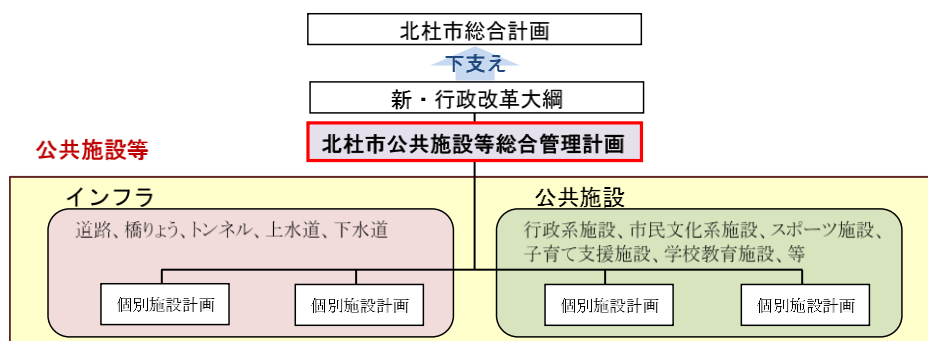 北杜市総合計画
下支え
新・行政改革大綱
北杜市公共施設等総合管理計画
公共施設等
インフラ
道路、橋りょう、トンネル、上水道、下水道
個別施設計画
個別施設計画
公共施設
行政系施設、市民文化系施設、スポーツ施設、
子育て支援施設、学校教育施設、等
個別施設計画
個別施設計画